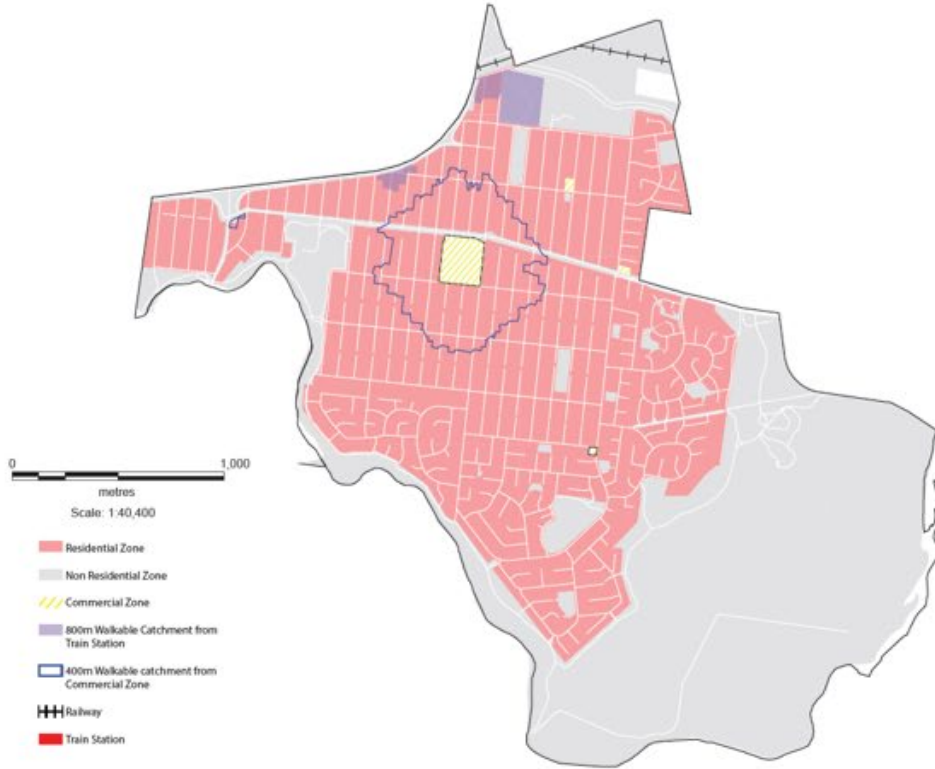 0 1,000
metres
Scale: 1:40,400
Residential Zone
Non Residential Zone
Commercial Zone
800m Walkable Catchment from
Train Station
400m Walkable catchment from
Commercial Zone
Railway
Train Station